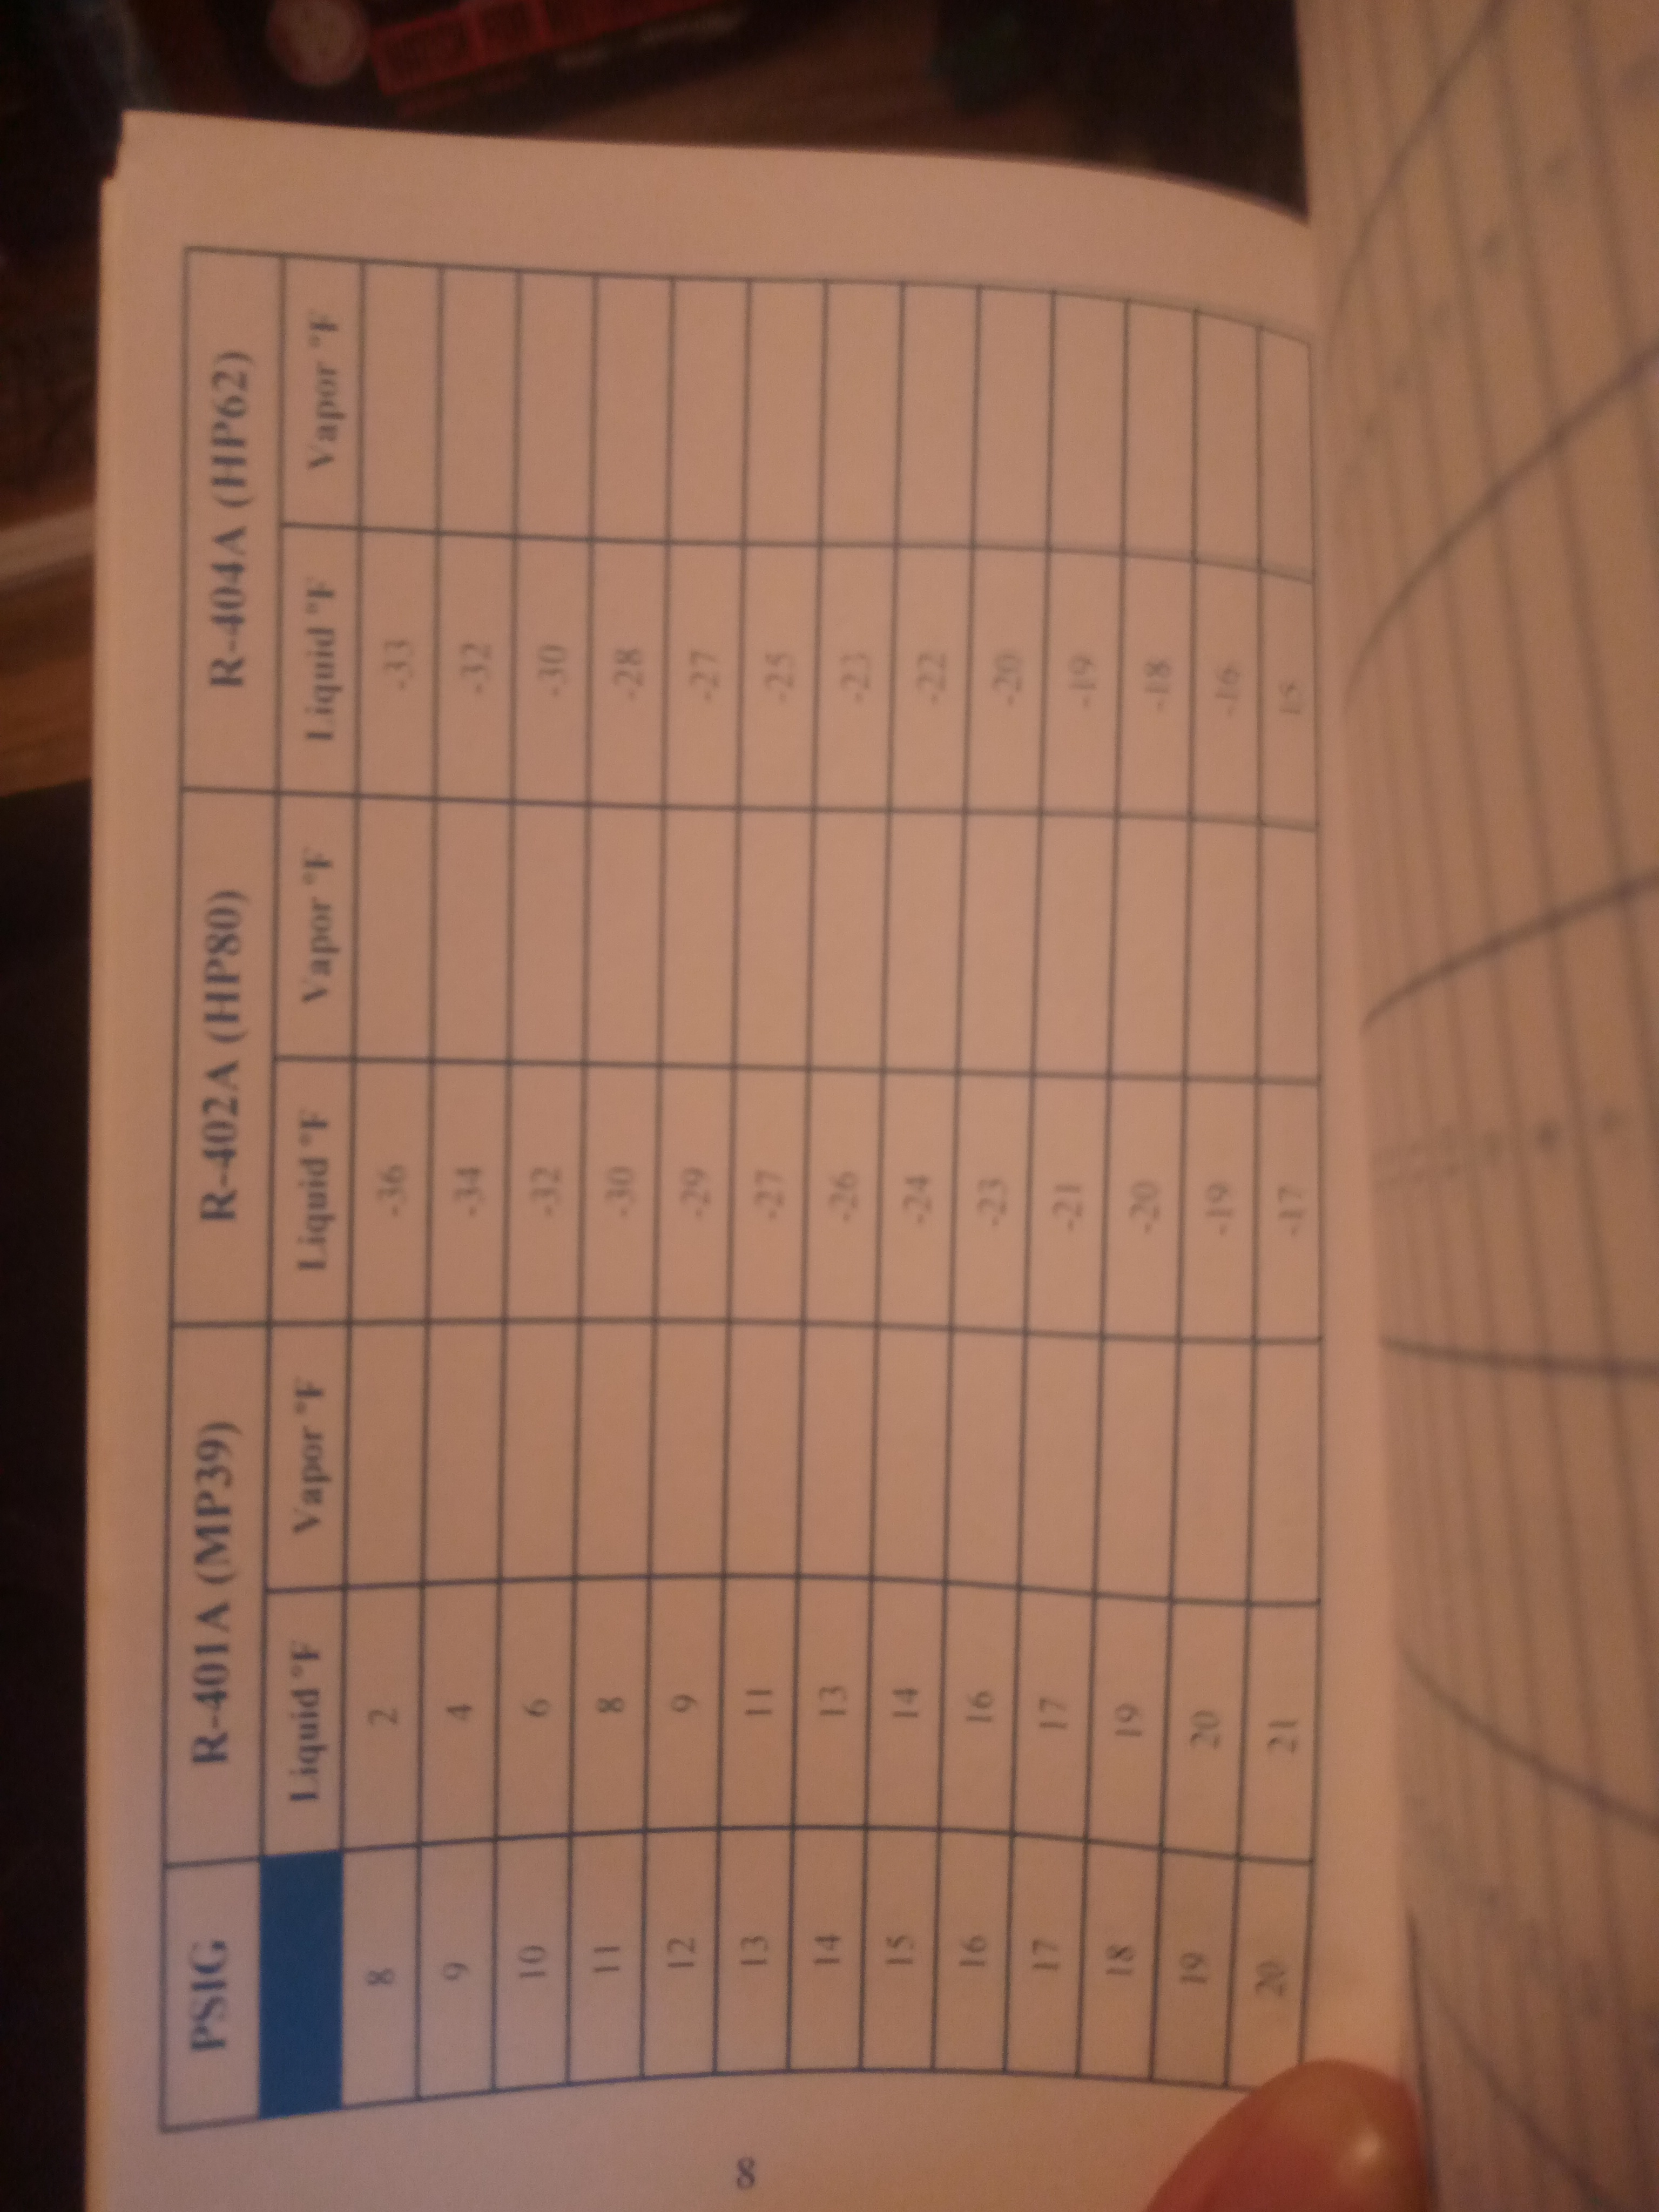 PSIG R-401A (MP39) R-402A (HP80) R-404A (HP62)
Liquid °F Vapor °F Liquid °F Vapor °F Liquid °F Vapor °F
8 2 -36 -33
9 4 -34 -32
10 6 -32 -30
11 8 -30 -28
12 9 -29 -27
13 11 -27 -25
14 13 -26 -23
15 14 -24 -22
16 16 -23 -20
17 17 -21 -19
18 19 -20 -18
19 20 -19 -16
20 21 -17
8